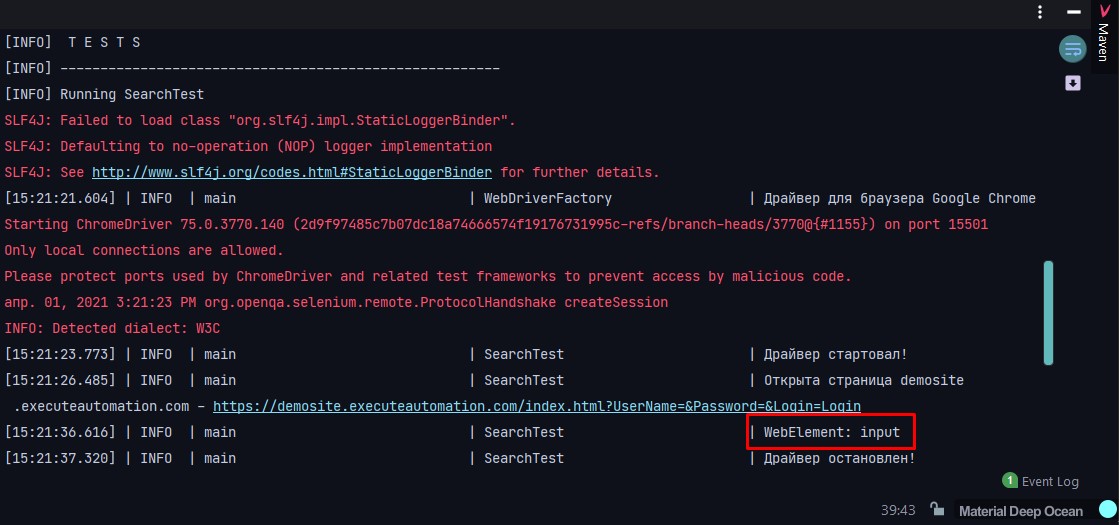 Maven
[INFO]  T E S T S
[INFO] -------------------------------------------------------
[INFO] Running SearchTest
SLF4J: Failed to load class "org.slf4j.impl.StaticLoggerBinder".
SLF4J: Defaulting to no-operation (NOP) logger implementation
SLF4J: See http://www.slf4j.org/codes.html#StaticLoggerBinder for further details.
[15:21:21.604] | INFO  | main | WebDriverFactory | Драйвер для браузера Google Chrome
Starting ChromeDriver 75.0.3770.140 (2d9f97485c7b07dc18a74666574f19176731995c-refs/branch-heads/3770@{#1155}) on port 15501
Only local connections are allowed.
Please protect ports used by ChromeDriver and related test frameworks to prevent access by malicious code.
апр. 01, 2021 3:21:23 PM org.openqa.selenium.remote.ProtocolHandshake createSession
INFO: Detected dialect: W3C
[15:21:23.773] | INFO  | main | SearchTest | Драйвер стартовал!
[15:21:26.485] | INFO  | main | SearchTest | Открыта страница demosite
.executeautomation.com – https://demosite.executeautomation.com/index.html?UserName=&Password=&Login=Login
[15:21:36.616] | INFO  | main | SearchTest | WebElement: input
[15:21:37.320] | INFO  | main | SearchTest | Драйвер остановлен!
1 Event Log
39:43 Material Deep Ocean